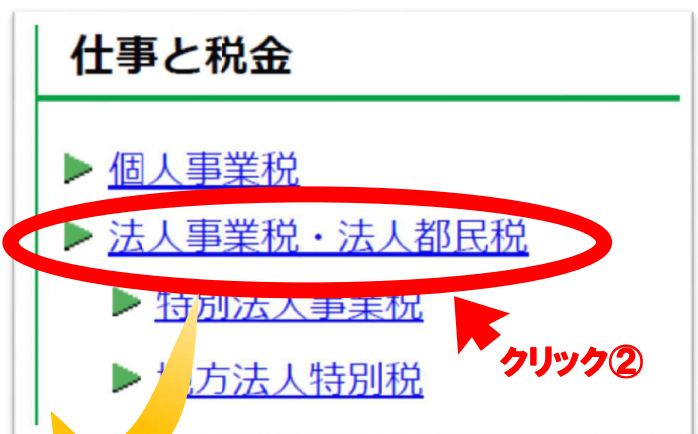 仕事と税金
個人事業税
法人事業税・法人都民税
特別法人事業税
クリック②
方法人特別税